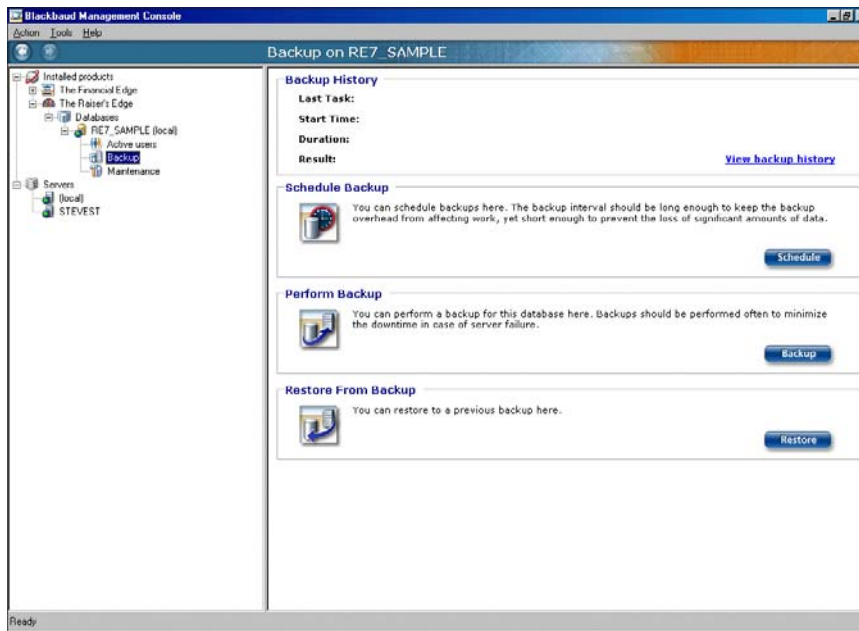 Blackbaud Management Console
Action Tools Help
Backup on RE7_SAMPLE
Installed products
The Financial Edge
The Raiser's Edge
Databases
RE7_SAMPLE (local)
Active users
Backup
Maintenance
Servers
(local)
STEVEST
Backup History
Last Task:
Start Time:
Duration:
Result:
View backup history
Schedule Backup
You can schedule backups here. The backup interval should be long enough to keep the backup
overhead from affecting work, yet short enough to prevent the loss of significant amounts of data.
Schedule
Perform Backup
You can perform a backup for this database here. Backups should be performed often to minimize
the downtime in case of server failure.
Backup
Restore From Backup
You can restore to a previous backup here.
Restore
Ready